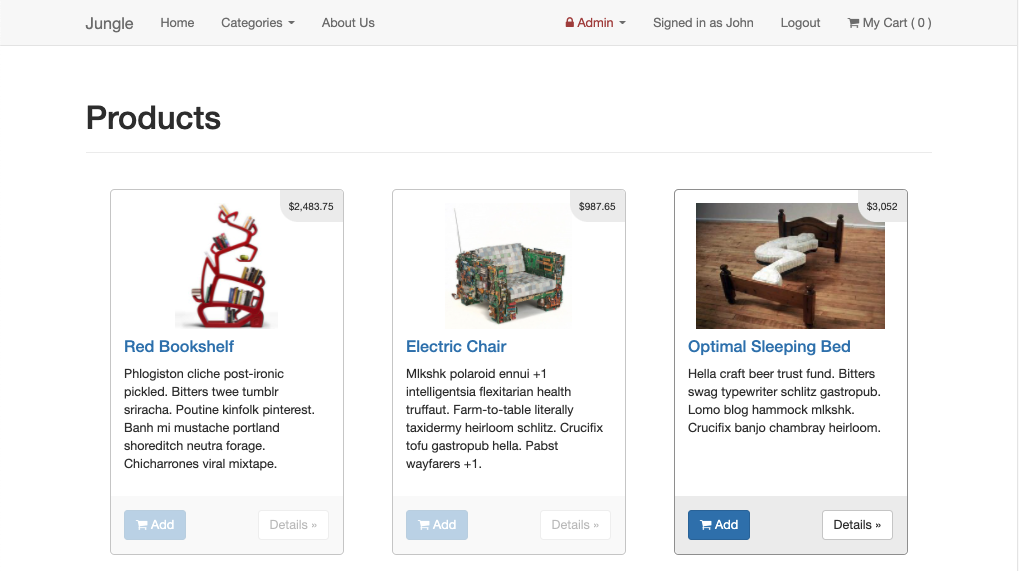 Jungle Home Categories About Us Admin Signed in as John Logout My Cart ( 0 )
Products
$2,483.75
Red Bookshelf
Phlogiston cliche post-ironic
pickled. Bitters twee tumblr
sriracha. Poutine kinfolk pinterest.
Banh mi mustache portland
shoreditch neutra forage.
Chicharrones viral mixtape.
Add Details »
$987.65
Electric Chair
Mlkshk polaroid ennui +1
intelligentsia flexitarian health
truffaut. Farm-to-table literally
taxidermy heirloom schlitz. Crucifix
tofu gastropub hella. Pabst
wayfarers +1.
Add Details »
$3,052
Optimal Sleeping Bed
Hella craft beer trust fund. Bitters
swag typewriter schlitz gastropub.
Lomo blog hammock mlkshk.
Crucifix banjo chambray heirloom.
Add Details »